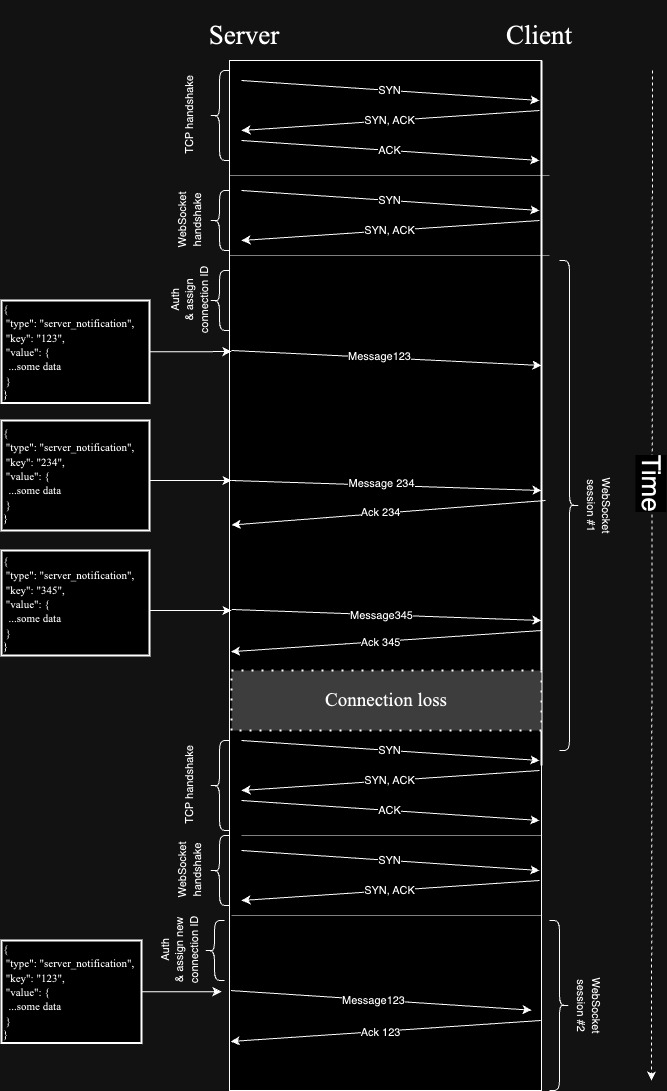 Server
Client
TCP handshake
SYN
SYN, ACK
ACK
WebSocket
handshake
SYN
SYN, ACK
Auth
& assign
connection ID
{
"type": "server_notification",
"key": "123",
"value": {
...some data
}
}
Message123
{
"type": "server_notification",
"key": "234",
"value": {
...some data
}
}
Message 234
Ack 234
WebSocket
session #1
Time
{
"type": "server_notification",
"key": "345",
"value": {
...some data
}
}
Message345
Ack 345
Connection loss
TCP handshake
SYN
SYN, ACK
ACK
WebSocket
handshake
SYN
SYN, ACK
Auth
& assign new
connection ID
{
"type": "server_notification",
"key": "123",
"value": {
...some data
}
}
Message123
Ack 123
WebSocket
session #2